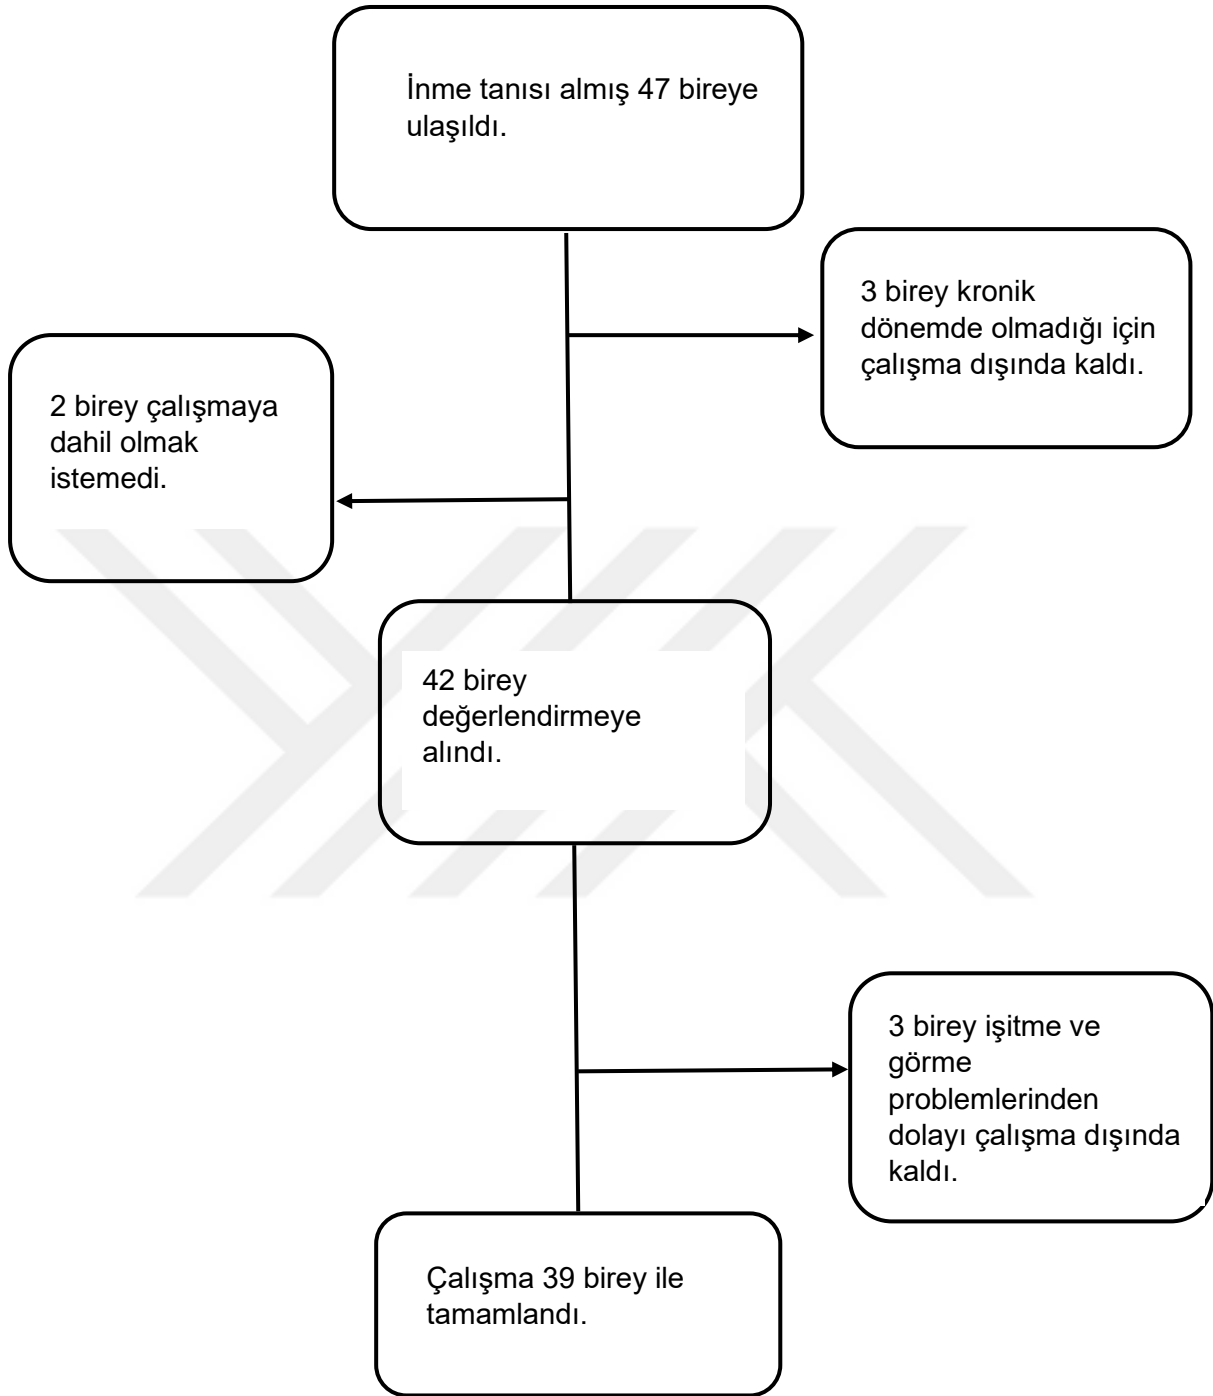 İnme tanısı almış 47 bireye
ulaşıldı.
3 birey kronik
dönemde olmadığı için
çalışma dışında kaldı.
2 birey çalışmaya
dahil olmak
istemedi.
42 birey
değerlendirmeye
alındı.
3 birey işitme ve
görme
problemlerinden
dolayı çalışma dışında
kaldı.
Çalışma 39 birey ile
tamamlandı.